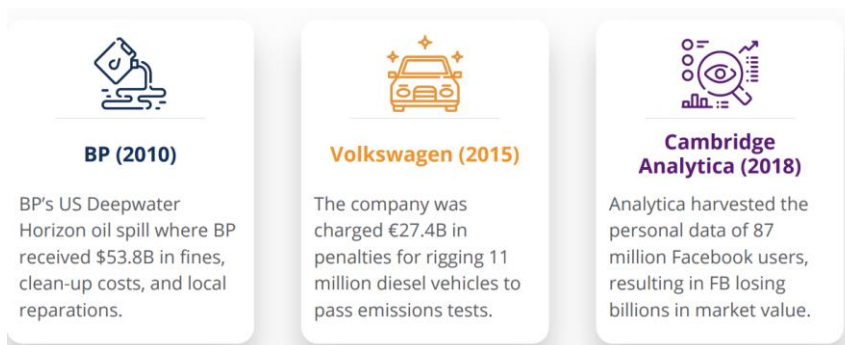 BP (2010)
BP’s US Deepwater
Horizon oil spill where BP
received $53.8B in fines,
clean-up costs, and local
reparations.
Volkswagen (2015)
The company was
charged €27.4B in
penalties for rigging 11
million diesel vehicles to
pass emissions tests.
Cambridge
Analytica (2018)
Analytica harvested the
personal data of 87
million Facebook users,
resulting in FB losing
billions in market value.